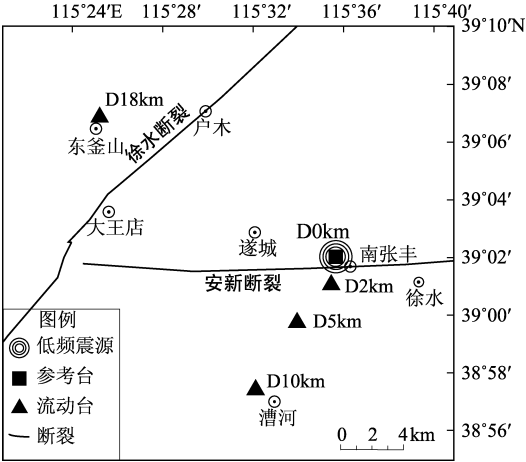 115°24′E 115°28′ 115°32′ 115°36′ 115°40′
39°10′N
39°08′
D18km
户木
徐水断裂
东釜山
39°06′
39°04′
大王店
遂城
D0km
南张丰
39°02′
安新断裂
D2km
徐水
图例
D5km
39°00′
低频震源
参考台
D10km
38°58′
流动台
漕河
断裂
0 2 4km
38°56′